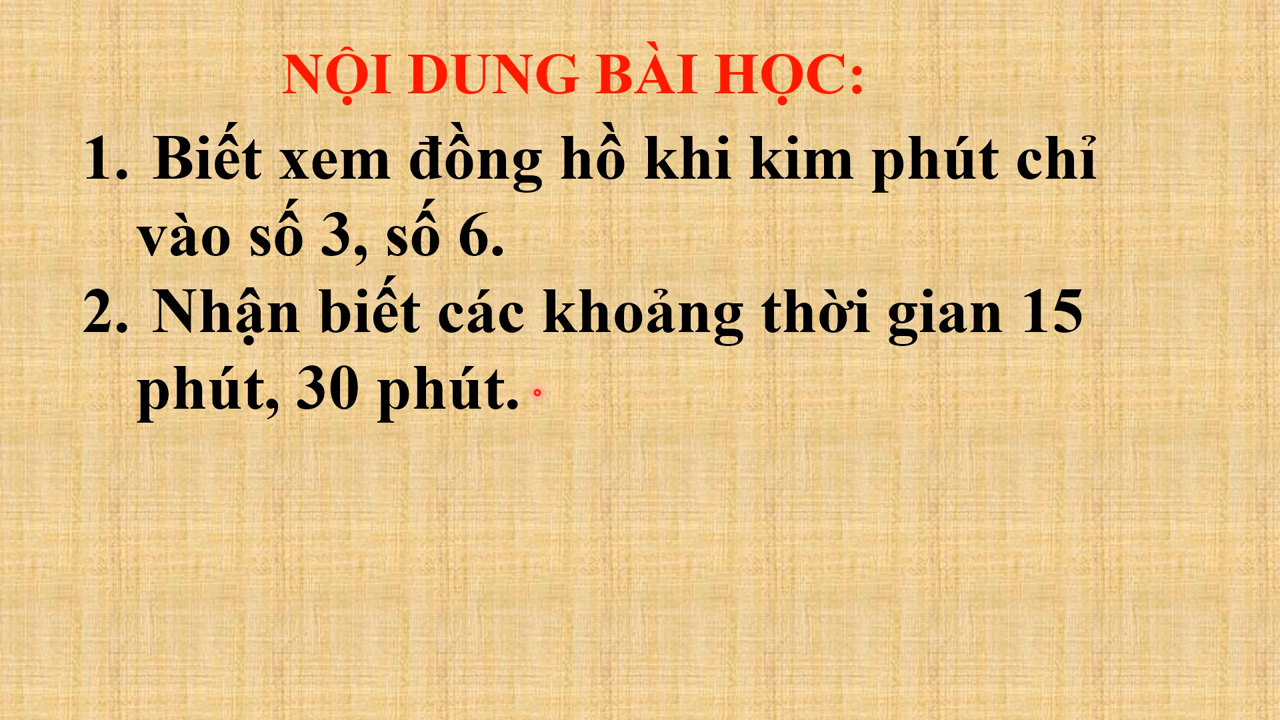 NỘI DUNG BÀI HỌC:
1. Biết xem đồng hồ khi kim phút chỉ
vào số 3, số 6.
2. Nhận biết các khoảng thời gian 15
phút, 30 phút.